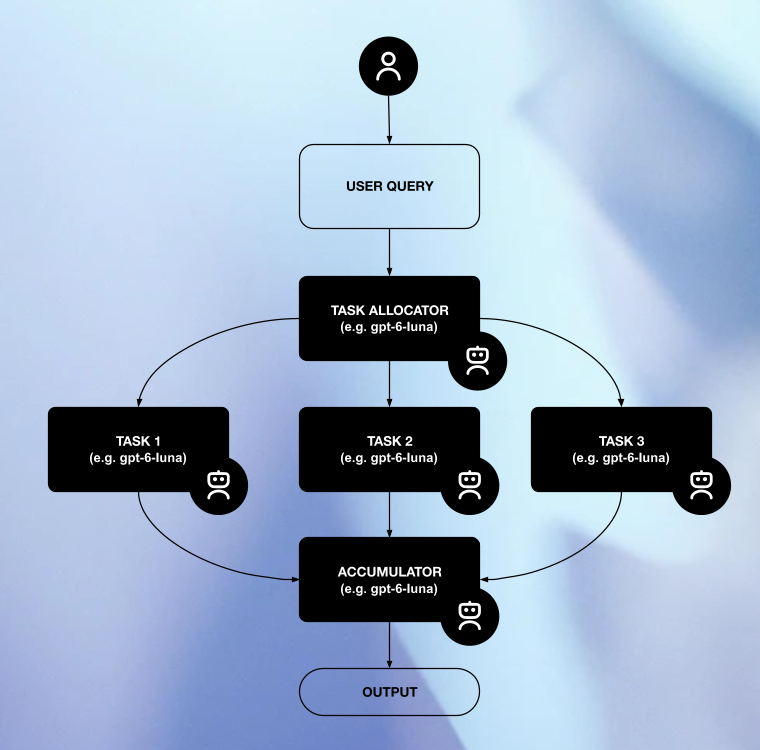 USER QUERY
TASK ALLOCATOR
(e.g. gpt-6-luna)
TASK 1
(e.g. gpt-6-luna)
TASK 2
(e.g. gpt-6-luna)
TASK 3
(e.g. gpt-6-luna)
ACCUMULATOR
(e.g. gpt-6-luna)
OUTPUT